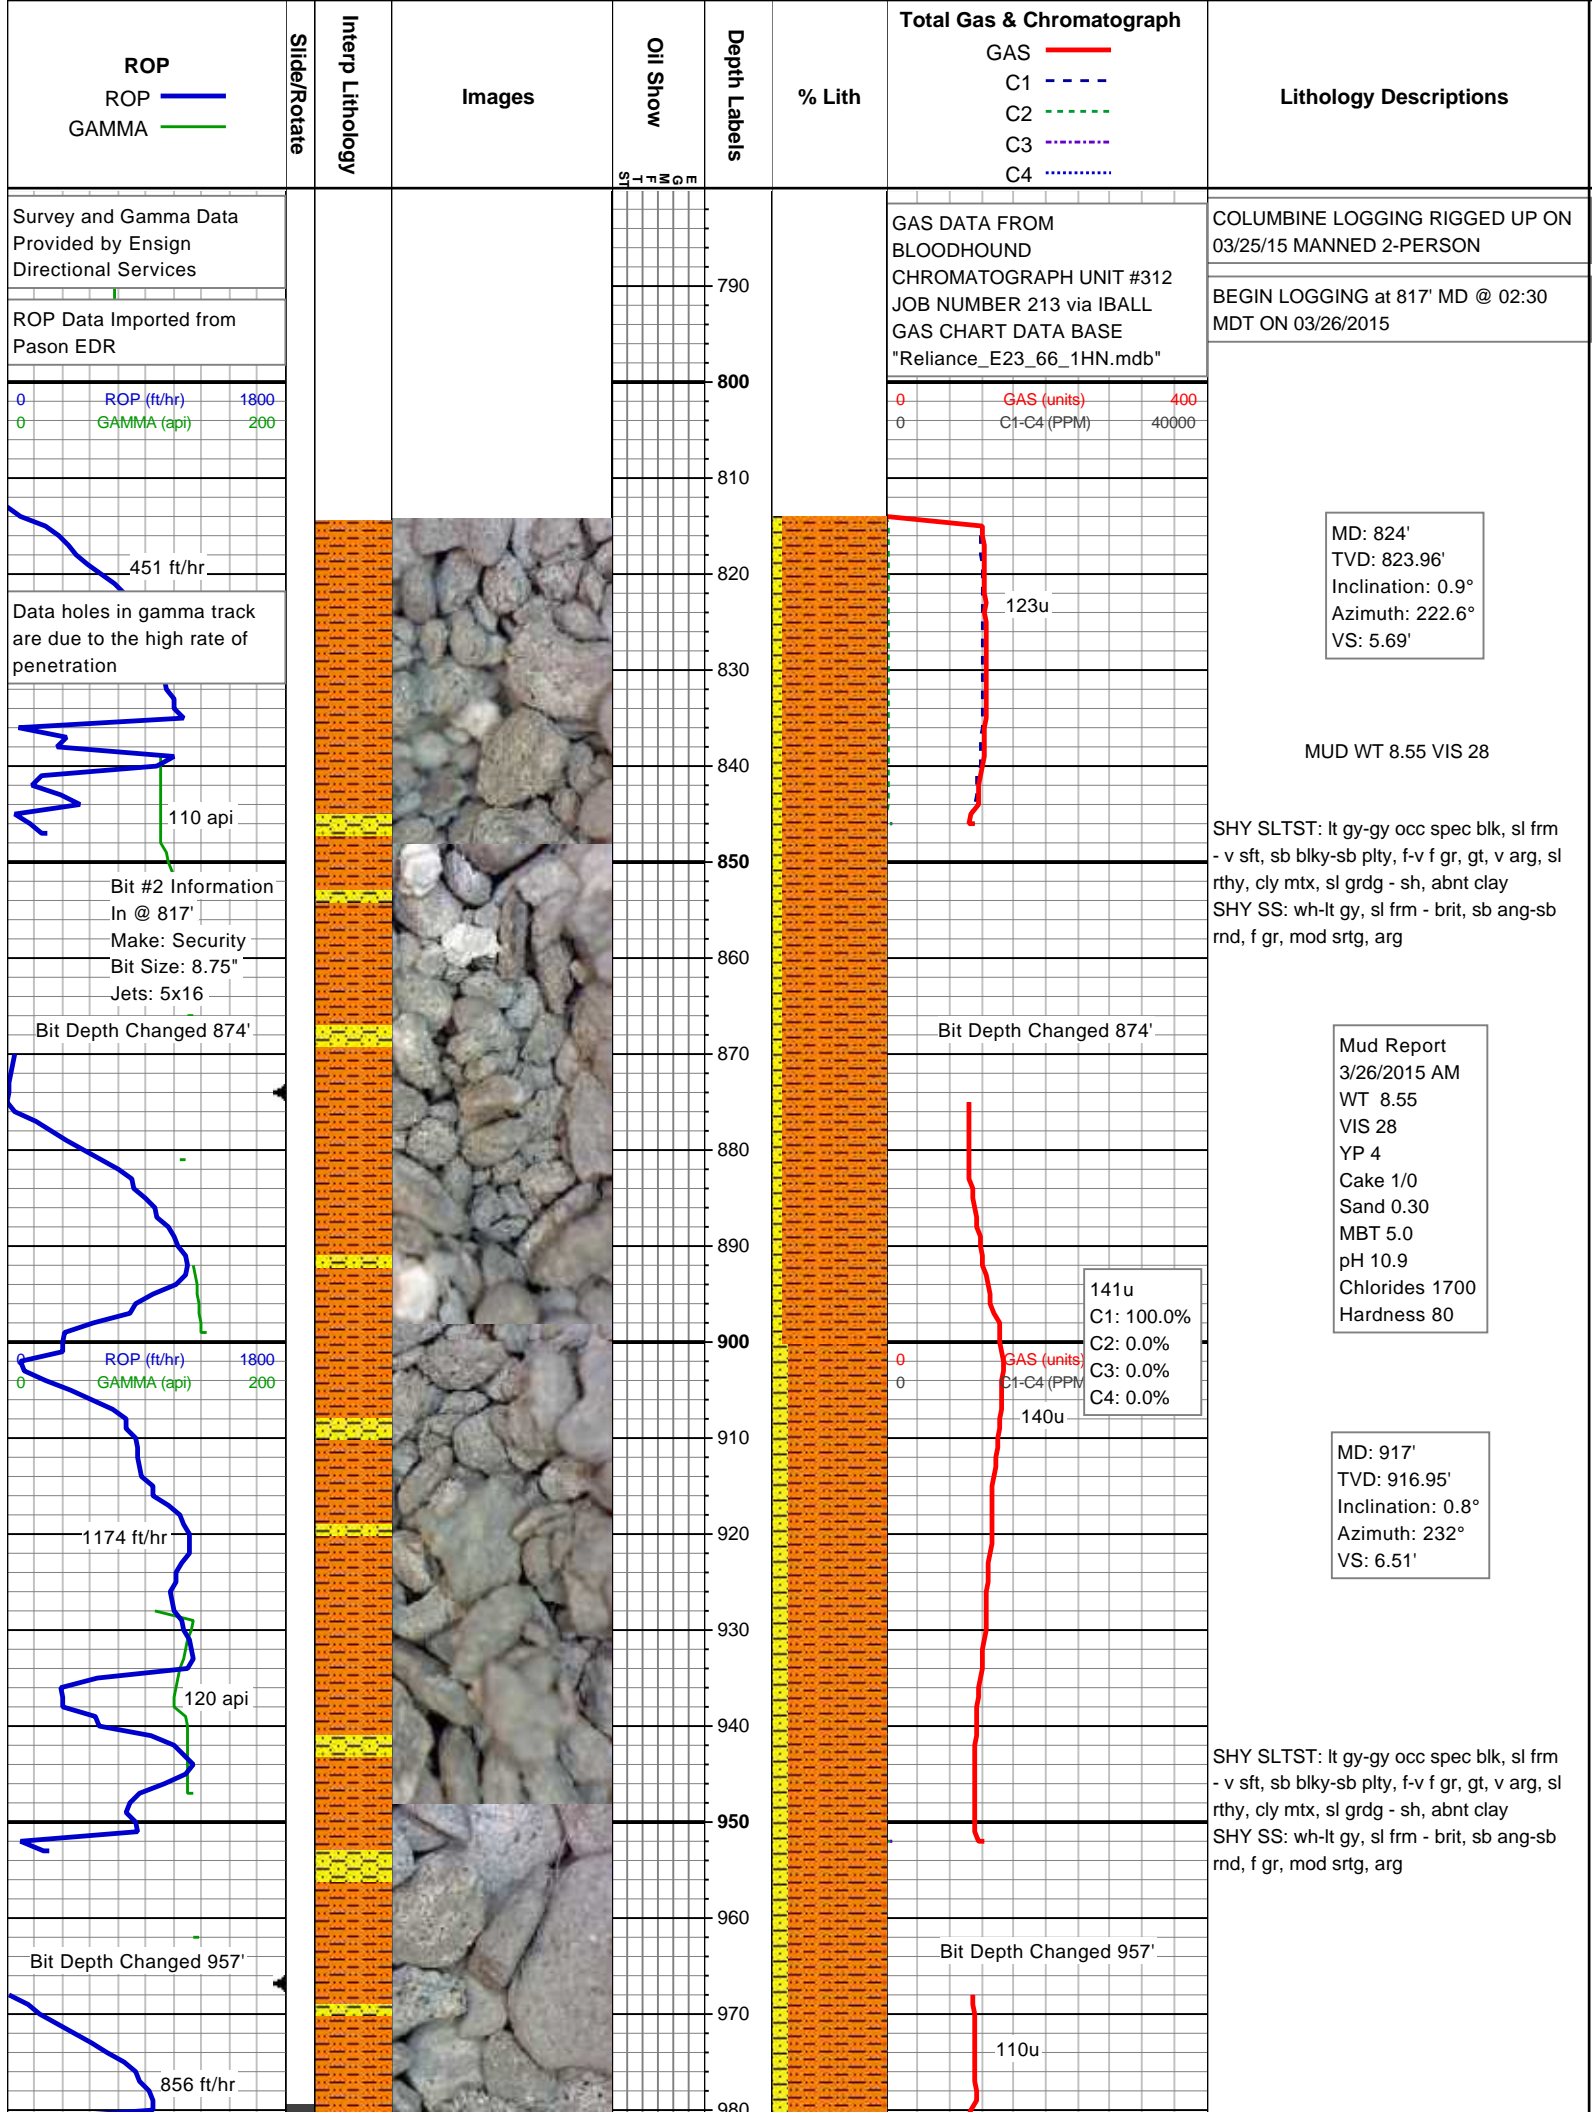 ROP
ROP
GAMMA
Slide/Rotate
Interp Lithology
Images
Oil Show
ST T F M G E
Depth Labels
% Lith
Total Gas & Chromatograph
GAS
C1
C2
C3
C4
Lithology Descriptions
Survey and Gamma Data
Provided by Ensign
Directional Services
ROP Data Imported from
Pason EDR
GAS DATA FROM
BLOODHOUND
CHROMATOGRAPH UNIT #312
JOB NUMBER 213 via IBALL
GAS CHART DATA BASE
"Reliance_E23_66_1HN.mdb"
COLUMBINE LOGGING RIGGED UP ON
03/25/15 MANNED 2-PERSON
BEGIN LOGGING at 817' MD @ 02:30
MDT ON 03/26/2015
790
800
0 ROP (ft/hr) 1800
0 GAMMA (api) 200
0 GAS (units) 400
0 C1-C4 (PPM) 40000
810
451 ft/hr
820
123u
MD: 824'
TVD: 823.96'
Inclination: 0.9°
Azimuth: 222.6°
VS: 5.69'
Data holes in gamma track
are due to the high rate of
penetration
830
MUD WT 8.55 VIS 28
840
110 api
SHY SLTST: lt gy-gy occ spec blk, sl frm
- v sft, sb blky-sb plty, f-v f gr, gt, v arg, sl
rthy, cly mtx, sl grdg - sh, abnt clay
SHY SS: wh-lt gy, sl frm - brit, sb ang-sb
rnd, f gr, mod srtg, arg
850
Bit #2 Information
In @ 817'
Make: Security
Bit Size: 8.75"
Jets: 5x16
860
Bit Depth Changed 874'
Bit Depth Changed 874'
870
Mud Report
3/26/2015 AM
WT 8.55
VIS 28
YP 4
Cake 1/0
Sand 0.30
MBT 5.0
pH 10.9
Chlorides 1700
Hardness 80
880
890
141u
C1: 100.0%
C2: 0.0%
C3: 0.0%
C4: 0.0%
900
0 ROP (ft/hr) 1800
0 GAMMA (api) 200
0 GAS (units)
0 C1-C4 (PPM
140u
910
MD: 917'
TVD: 916.95'
Inclination: 0.8°
Azimuth: 232°
VS: 6.51'
1174 ft/hr
920
930
120 api
940
SHY SLTST: lt gy-gy occ spec blk, sl frm
- v sft, sb blky-sb plty, f-v f gr, gt, v arg, sl
rthy, cly mtx, sl grdg - sh, abnt clay
SHY SS: wh-lt gy, sl frm - brit, sb ang-sb
rnd, f gr, mod srtg, arg
950
960
Bit Depth Changed 957'
Bit Depth Changed 957'
970
110u
856 ft/hr
980